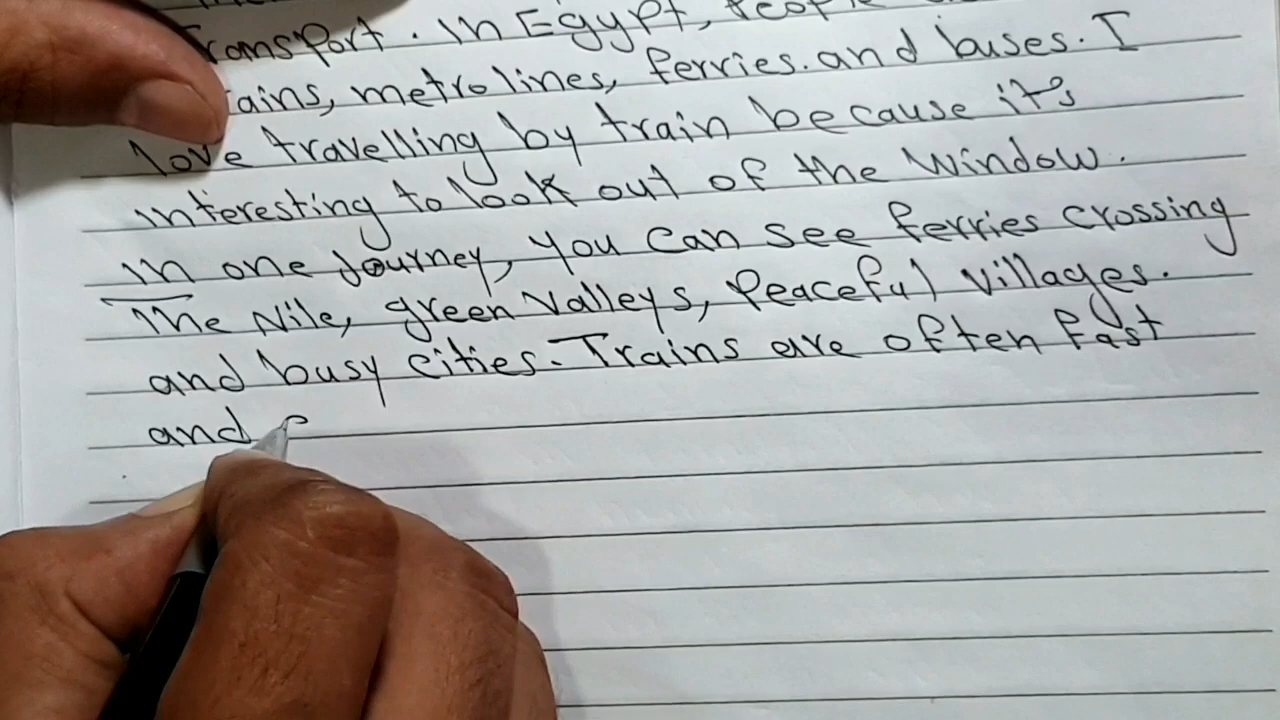 Transport. In Egypt, People
ains, metro lines, ferries. and buses. I
love travelling by train because it's
interesting to look out of the window.
in one Journey, you can see ferries crossing
The Nile, green valleys, Peaceful villages.
and busy cities. Trains are often fast
and